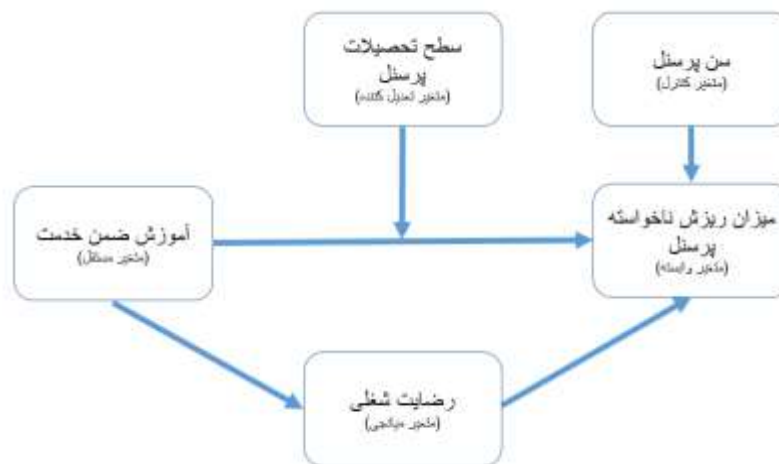 سطح تحصیلات
پرسنل
(متغیر تعدیل کننده)
سن پرسنل
(متغیر کنترل)
آموزش ضمن خدمت
(متغیر مستقل)
میزان ریزش ناخواسته
پرسنل
(متغیر وابسته)
رضایت شغلی
(متغیر میانجی)